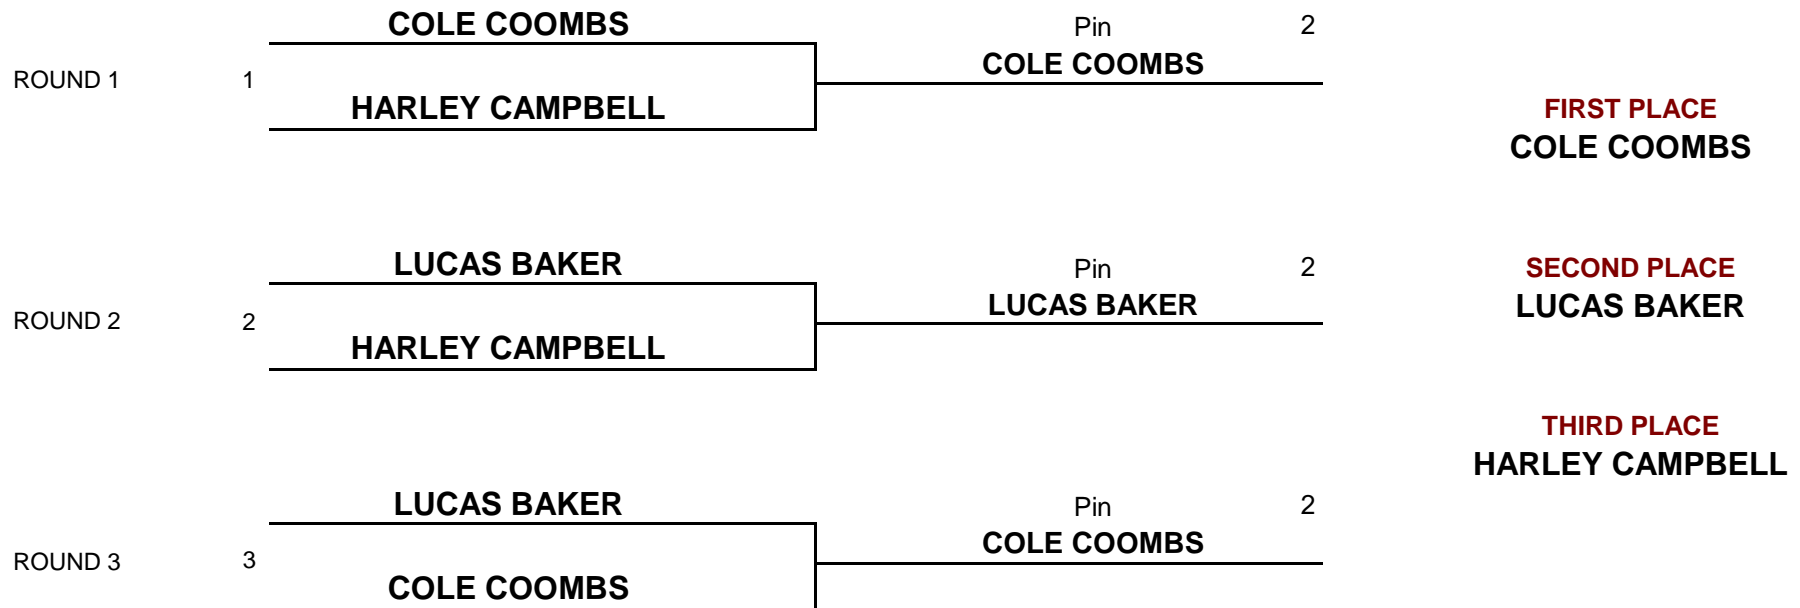 COLE COOMBS
Pin 2
COLE COOMBS
ROUND 1 1
HARLEY CAMPBELL
FIRST PLACE
COLE COOMBS
LUCAS BAKER
Pin 2
LUCAS BAKER
SECOND PLACE
LUCAS BAKER
ROUND 2 2
HARLEY CAMPBELL
THIRD PLACE
HARLEY CAMPBELL
LUCAS BAKER
Pin 2
COLE COOMBS
ROUND 3 3
COLE COOMBS